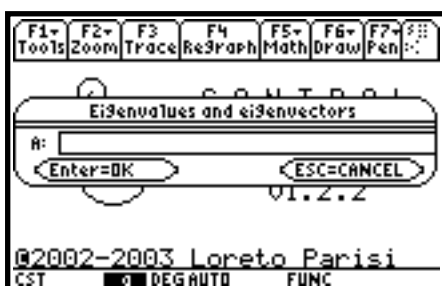 F1 F2 F3 F4 F5 F6 F7
Tools Zoom Trace ReGraph Math Draw Pen
Eigenvalues and eigenvectors
A:
Enter=OK ESC=CANCEL
v1.2.2
©2002-2003 Loreto Parisi
CST DEG AUTO FUNC